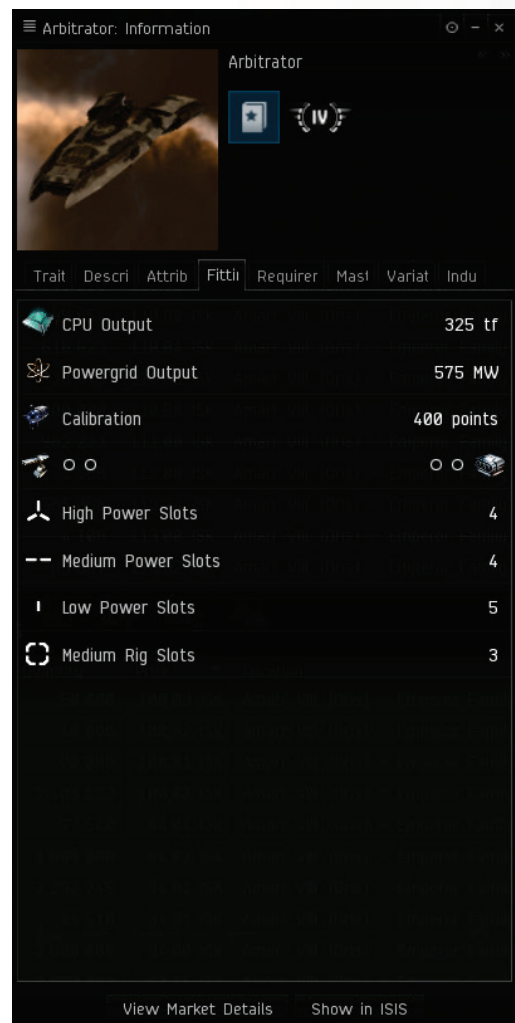 Arbitrator: Information
Arbitrator
IV
Trait Descri Attrib Fittin Requirer Mast Variat Indu
CPU Output 325 tf
Powergrid Output 575 MW
Calibration 400 points
High Power Slots 4
Medium Power Slots 4
Low Power Slots 5
Medium Rig Slots 3
View Market Details Show in ISIS